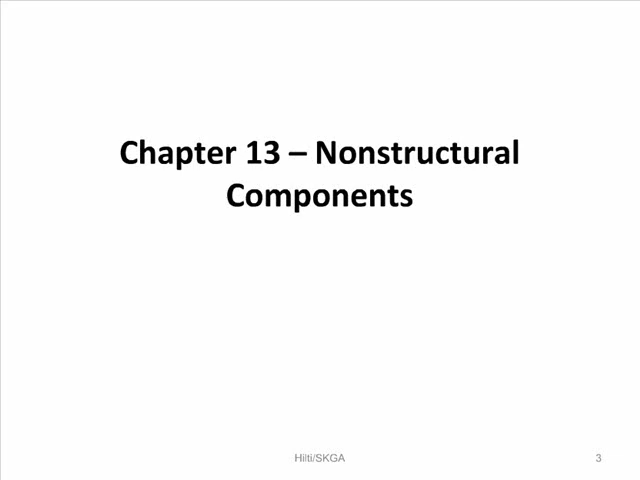 Chapter 13 – Nonstructural
Components
Hilti/SKGA
3